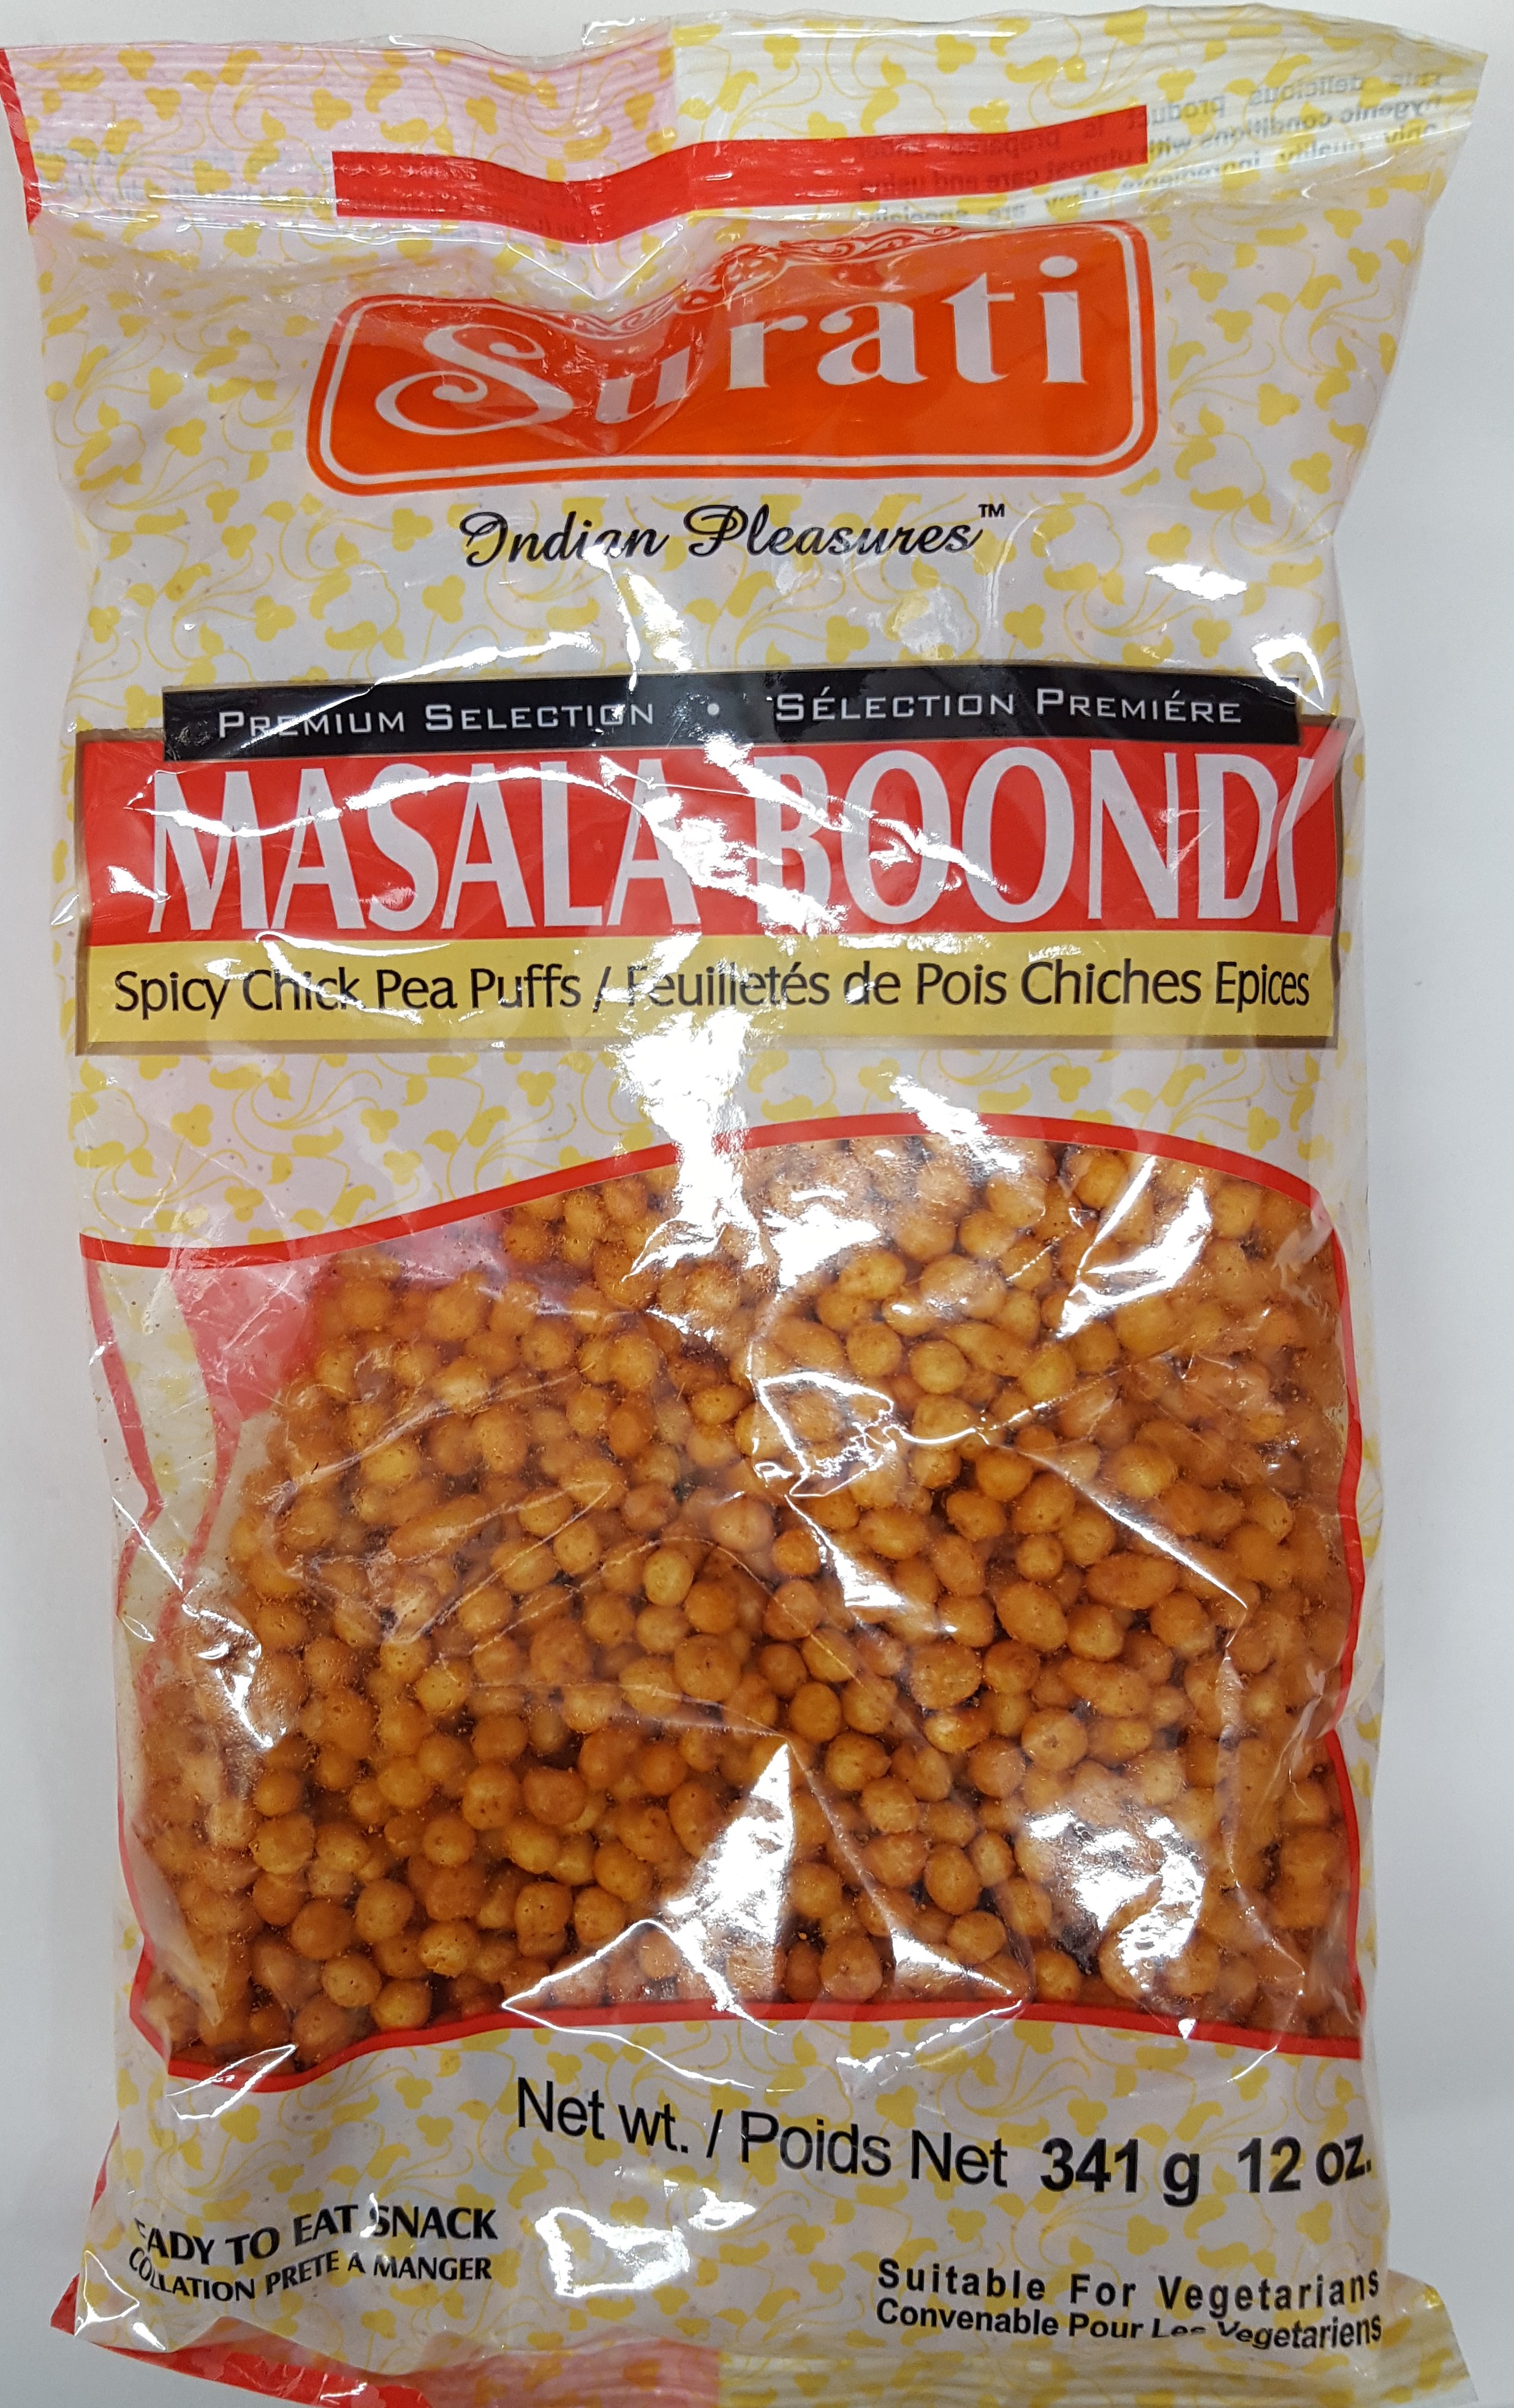 Surati
Indian Pleasures™
PREMIUM SELECTION • SÉLECTION PREMIÉRE
MASALA BOONDI
Spicy Chick Pea Puffs / Feuilletés de Pois Chiches Epices
Net wt. / Poids Net 341 g 12 oz.
EADY TO EAT SNACK
COLLATION PRETE A MANGER
Suitable For Vegetarians
Convenable Pour Les Vegetariens